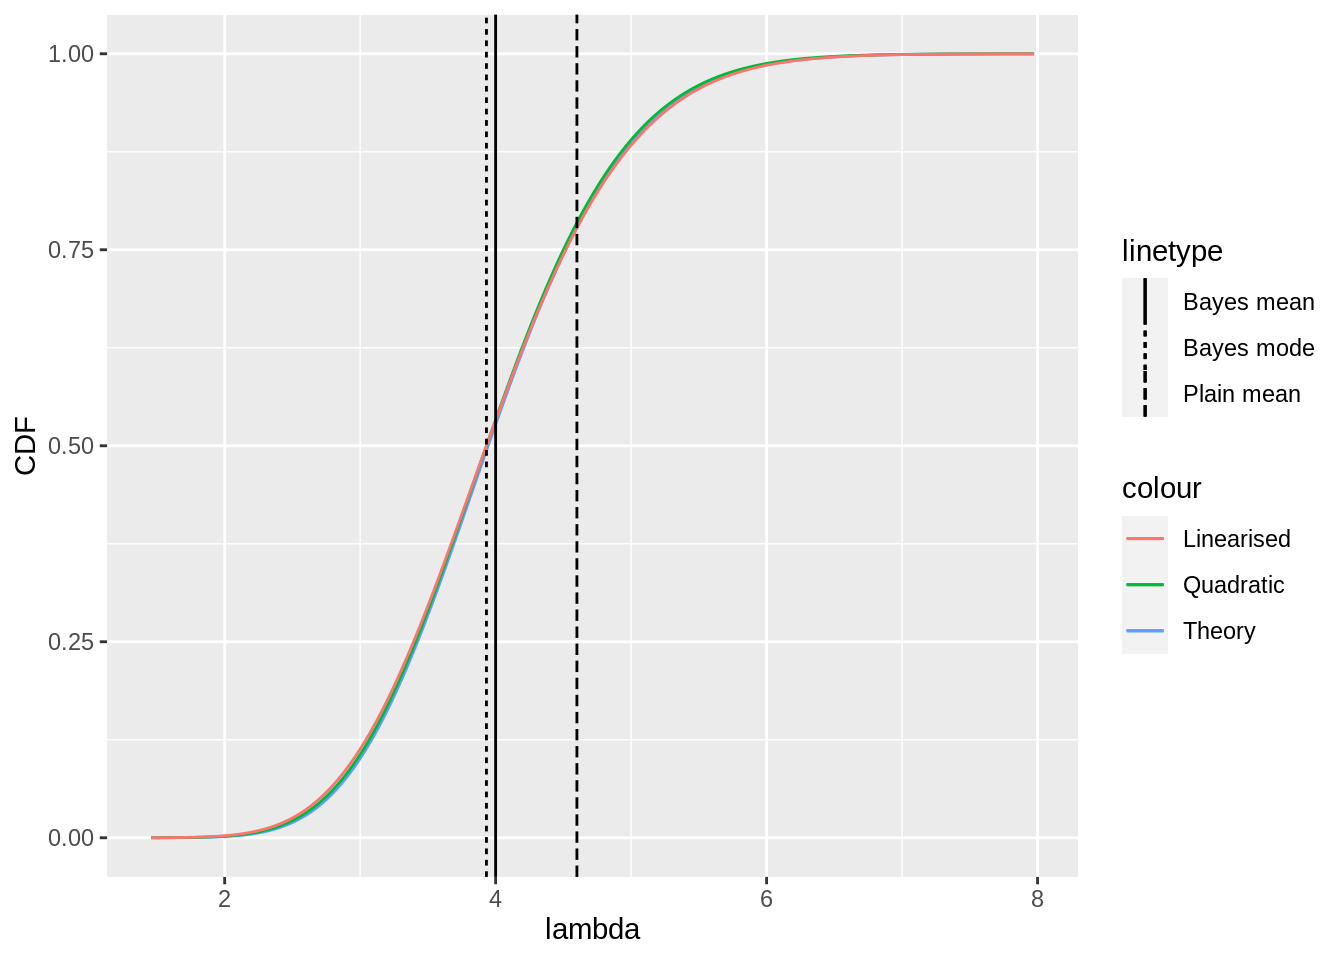 1.00
0.75
0.50
0.25
0.00
CDF
2 4 6 8
lambda
linetype
Bayes mean
Bayes mode
Plain mean
colour
Linearised
Quadratic
Theory